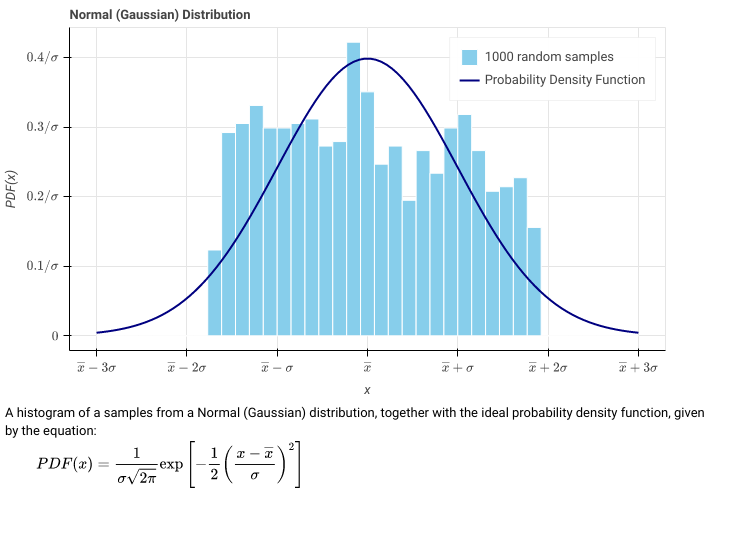 Normal (Gaussian) Distribution
0.4/σ
0.3/σ
0.2/σ
0.1/σ
0
PDF(x)
1000 random samples
Probability Density Function
x̅ − 3σ
x̅ − 2σ
x̅ − σ
x̅
x̅ + σ
x̅ + 2σ
x̅ + 3σ
x
A histogram of a samples from a Normal (Gaussian) distribution, together with the ideal probability density function, given
by the equation:
PDF(x) = 1/(σ√(2π)) exp[−1/2((x − x̅)/σ)²]